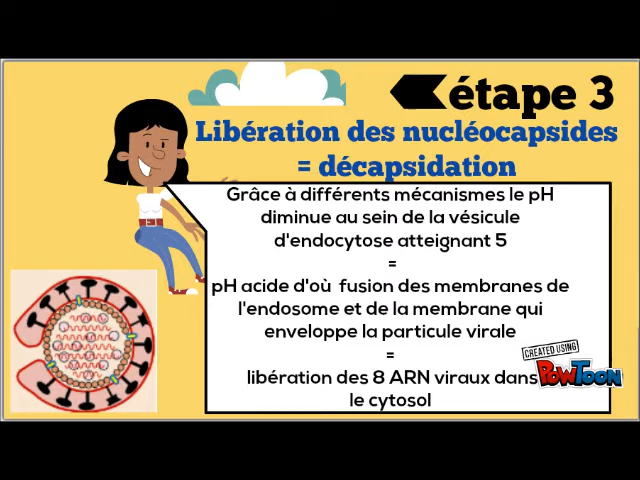 étape 3
Libération des nucléocapsides
= décapsidation
Grâce à différents mécanismes le pH
diminue au sein de la vésicule
d'endocytose atteignant 5
=
pH acide d'où fusion des membranes de
l'endosome et de la membrane qui
enveloppe la particule virale
=
libération des 8 ARN viraux dans
le cytosol
CREATED USING
POWTOON